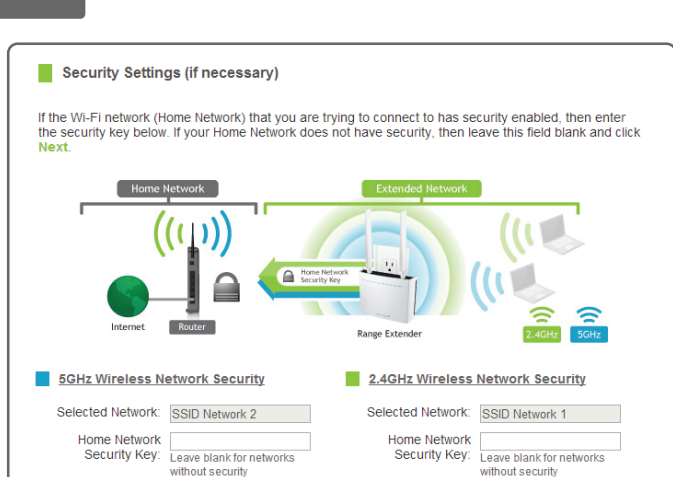 Security Settings (if necessary)
If the Wi-Fi network (Home Network) that you are trying to connect to has security enabled, then enter
the security key below. If your Home Network does not have security, then leave this field blank and click
Next.
Home Network
Extended Network
Home Network
Security Key
Internet
Router
Range Extender
2.4GHz
5GHz
5GHz Wireless Network Security
Selected Network: SSID Network 2
Home Network
Security Key:
Leave blank for networks
without security
2.4GHz Wireless Network Security
Selected Network: SSID Network 1
Home Network
Security Key:
Leave blank for networks
without security